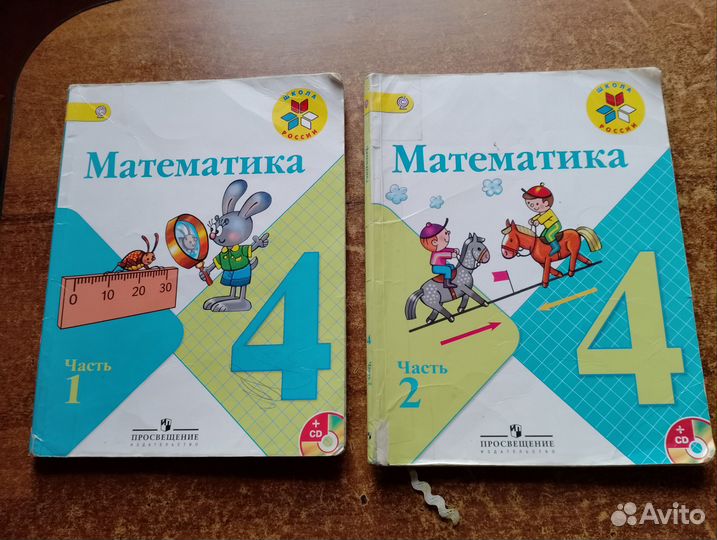 ШКОЛА
РОССИИ
Математика
0 10 20 30
4
Часть
1
ПРОСВЕЩЕНИЕ
ИЗДАТЕЛЬСТВО
+
CD
ШКОЛА
РОССИИ
Математика
4
Часть
2
4
ПРОСВЕЩЕНИЕ
ИЗДАТЕЛЬСТВО
+
CD
Avito